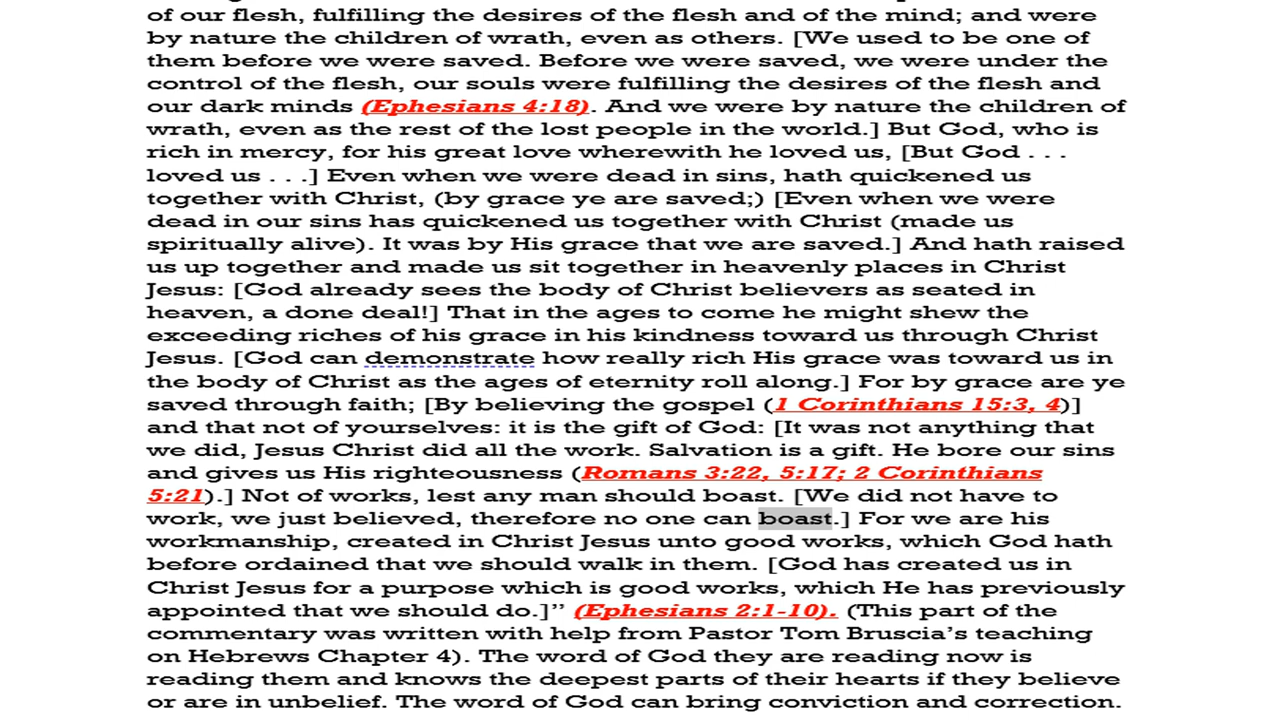 of our flesh, fulfilling the desires of the flesh and of the mind; and were
by nature the children of wrath, even as others. [We used to be one of
them before we were saved. Before we were saved, we were under the
control of the flesh, our souls were fulfilling the desires of the flesh and
our dark minds (Ephesians 4:18). And we were by nature the children of
wrath, even as the rest of the lost people in the world.] But God, who is
rich in mercy, for his great love wherewith he loved us, [But God . . .
loved us . . .] Even when we were dead in sins, hath quickened us
together with Christ, (by grace ye are saved;) [Even when we were
dead in our sins has quickened us together with Christ (made us
spiritually alive). It was by His grace that we are saved.] And hath raised
us up together and made us sit together in heavenly places in Christ
Jesus: [God already sees the body of Christ believers as seated in
heaven, a done deal!] That in the ages to come he might shew the
exceeding riches of his grace in his kindness toward us through Christ
Jesus. [God can demonstrate how really rich His grace was toward us in
the body of Christ as the ages of eternity roll along.] For by grace are ye
saved through faith; [By believing the gospel (1 Corinthians 15:3, 4)]
and that not of yourselves: it is the gift of God: [It was not anything that
we did, Jesus Christ did all the work. Salvation is a gift. He bore our sins
and gives us His righteousness (Romans 3:22, 5:17; 2 Corinthians
5:21).] Not of works, lest any man should boast. [We did not have to
work, we just believed, therefore no one can boast.] For we are his
workmanship, created in Christ Jesus unto good works, which God hath
before ordained that we should walk in them. [God has created us in
Christ Jesus for a purpose which is good works, which He has previously
appointed that we should do.]” (Ephesians 2:1-10). (This part of the
commentary was written with help from Pastor Tom Bruscia’s teaching
on Hebrews Chapter 4). The word of God they are reading now is
reading them and knows the deepest parts of their hearts if they believe
or are in unbelief. The word of God can bring conviction and correction.